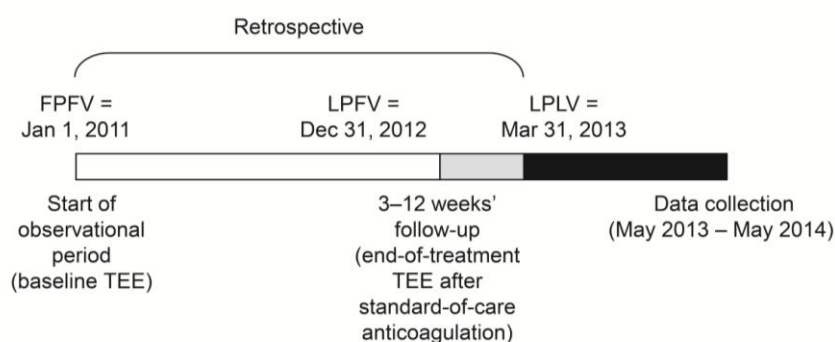 Retrospective
FPFV =
Jan 1, 2011
LPFV =
Dec 31, 2012
LPLV =
Mar 31, 2013
Start of
observational
period
(baseline TEE)
3–12 weeks’
follow-up
(end-of-treatment
TEE after
standard-of-care
anticoagulation)
Data collection
(May 2013 – May 2014)